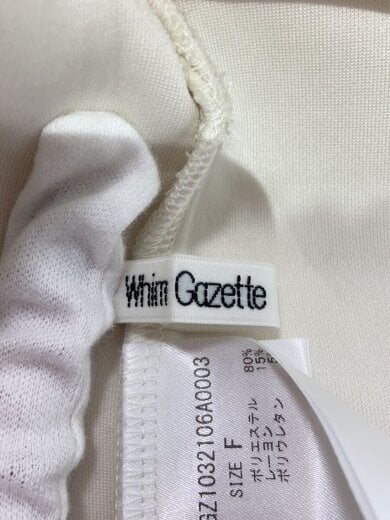 Whim Gazette
GZ1032106A0003
SIZE F
ポリエステル 80%
レーヨン 15%
ポリウレタン